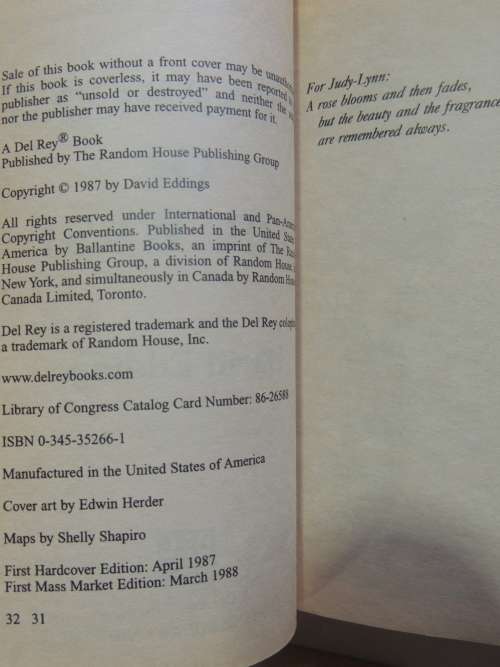 Sale of this book without a front cover may be
If this book is coverless, it may have been reported
publisher as "unsold or destroyed" and neither the
nor the publisher may have received payment for it.
A Del Rey® Book
Published by The Random House Publishing Group
Copyright © 1987 by David Eddings
All rights reserved under International and Pan-Amer
Copyright Conventions. Published in the United Stat
America by Ballantine Books, an imprint of The Ra
House Publishing Group, a division of Random House
New York, and simultaneously in Canada by Random Ho
Canada Limited, Toronto.
Del Rey is a registered trademark and the Del Rey colop
a trademark of Random House, Inc.
www.delreybooks.com
Library of Congress Catalog Card Number: 86-26588
ISBN 0-345-35266-1
Manufactured in the United States of America
Cover art by Edwin Herder
Maps by Shelly Shapiro
First Hardcover Edition: April 1987
First Mass Market Edition: March 1988
32 31
For Judy-Lynn:
A rose blooms and then fades,
but the beauty and the fragrance
are remembered always.